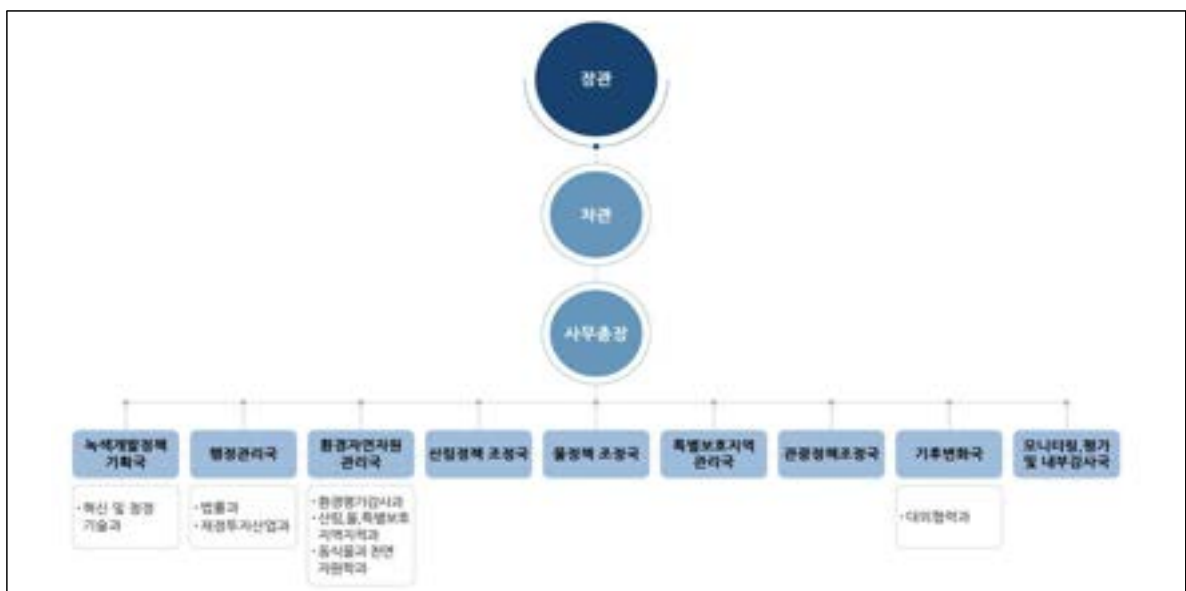 장관
차관
사무총장
녹색개발정책
기획국
행정관리국
환경자연자원
관리국
산림정책 조정국
물정책 조정국
특별보호지역
관리국
관광정책조정국
기후변화국
모니터링,평가
및 내부감사국
· 혁신 및 청정
기술과
· 법률과
· 재정투자산업과
· 환경평가감사과
· 산림,물,특별보호
지역지적과
· 동식물과 천연
자원학과
· 대외협력과